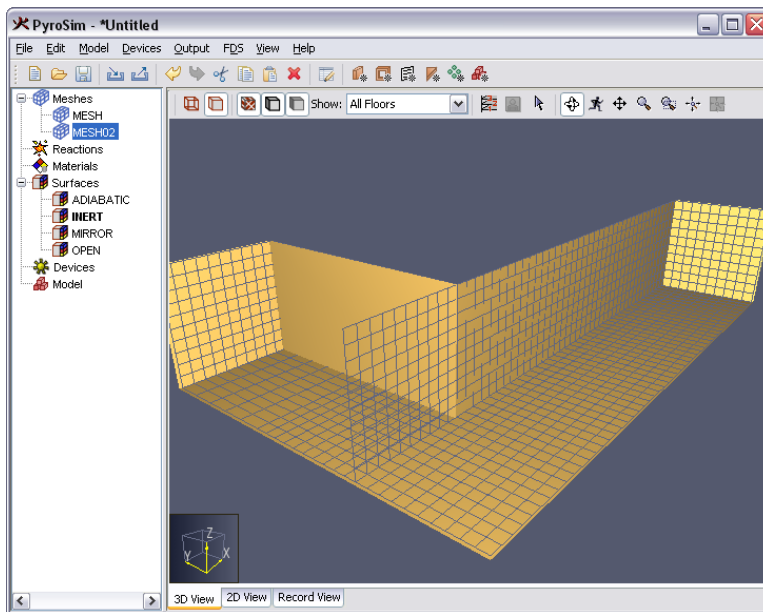 PyroSim - *Untitled
File Edit Model Devices Output FDS View Help
Show: All Floors
Meshes
MESH
MESH02
Reactions
Materials
Surfaces
ADIABATIC
INERT
MIRROR
OPEN
Devices
Model
Z
Y X
3D View 2D View Record View